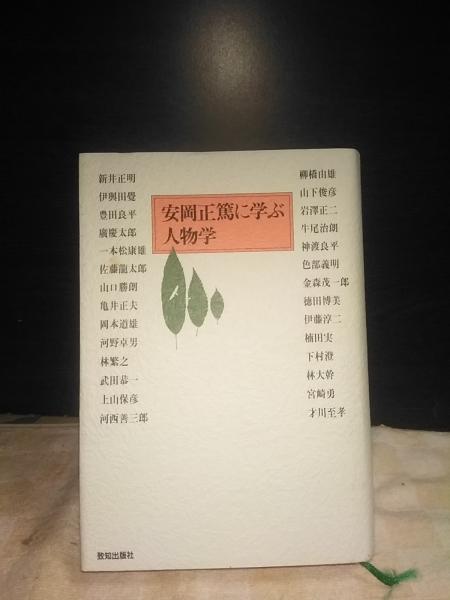 新井正明
伊與田覺
豊田良平
廣慶太郎
一本松康雄
佐藤龍太郎
山口勝朗
亀井正夫
岡本道雄
河野卓男
林繁之
武田恭一
上山保彦
河西善三郎
安岡正篤に学ぶ
人物学
柳橋由雄
山下俊彦
岩澤正二
牛尾治朗
神渡良平
色部義明
金森茂一郎
徳田博美
伊藤淳二
楠田実
下村澄
林大幹
宮崎勇
才川至孝
致知出版社